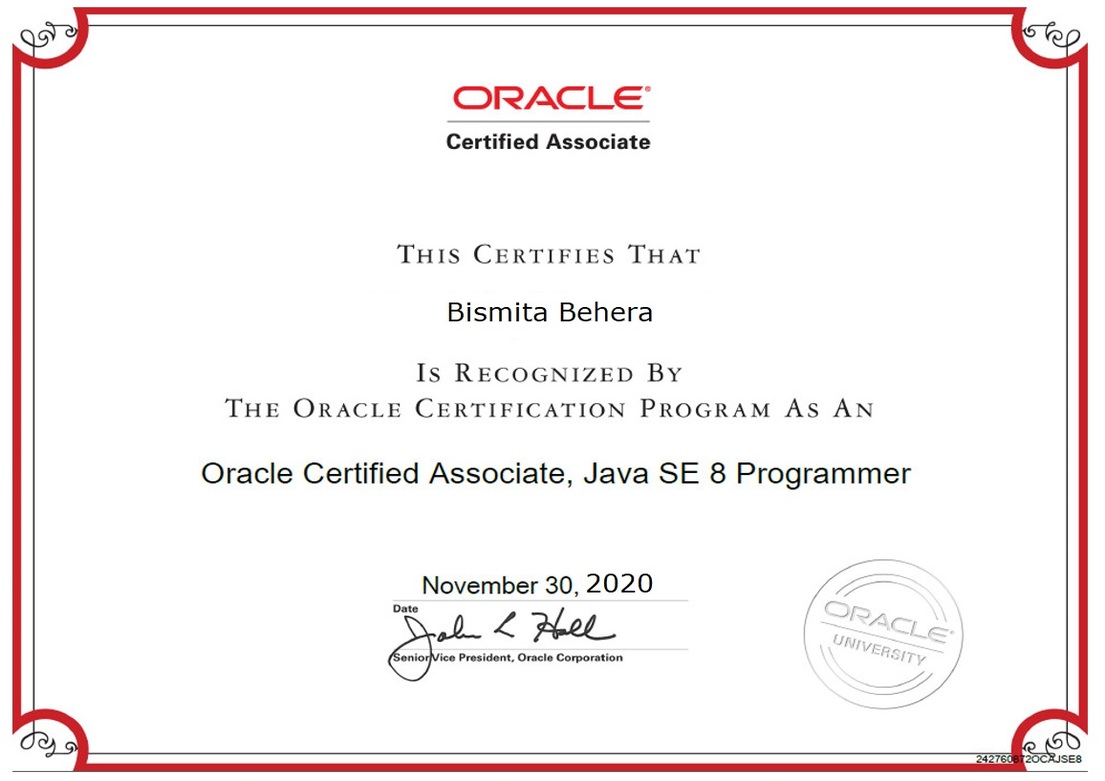 ORACLE®
Certified Associate
THIS CERTIFIES THAT
Bismita Behera
IS RECOGNIZED BY
THE ORACLE CERTIFICATION PROGRAM AS AN
Oracle Certified Associate, Java SE 8 Programmer
November 30, 2020
Date
John L Hall
Senior Vice President, Oracle Corporation
ORACLE®
UNIVERSITY
242760872OCAJSE8